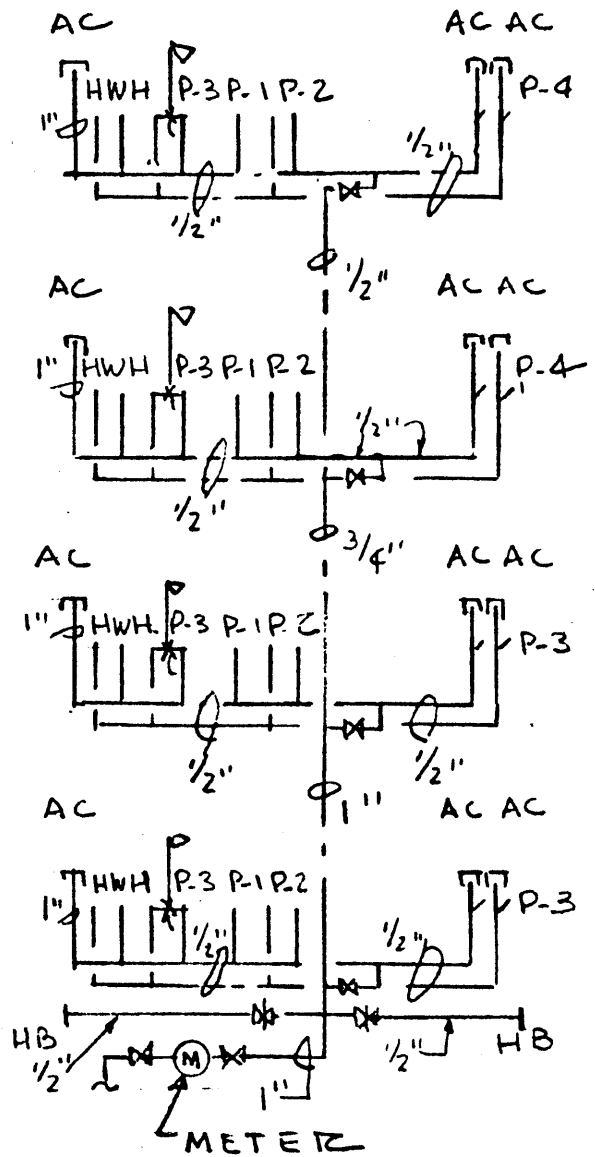 AC AC AC
HWH P-3 P-1 P-2 P-4
1" 1/2"
1/2"
1/2"
AC AC AC
1" HWH P-3 P-1 P-2 P-4
1/2"
1/2"
3/4"
AC AC AC
1" HWH P-3 P-1 P-2 P-3
1/2" 1/2"
1"
AC AC AC
HWH P-3 P-1 P-2 P-3
1" 1/2" 1/2"
HB 1/2" 1/2" HB
M
1"
METER